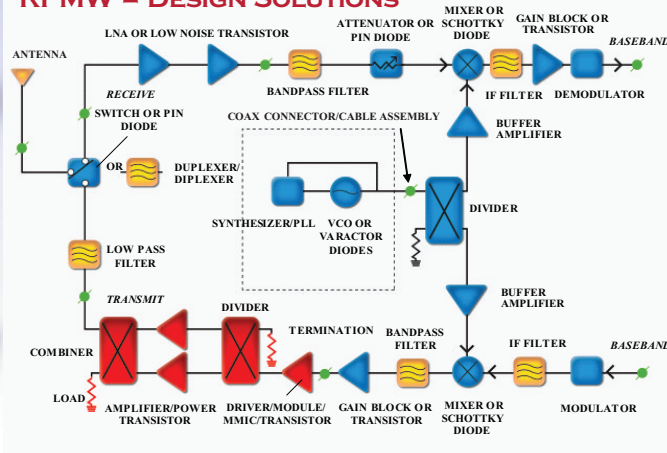 RFMW – DESIGN SOLUTIONS
ANTENNA
LNA OR LOW NOISE TRANSISTOR
RECEIVE
BANDPASS FILTER
ATTENUATOR OR
PIN DIODE
MIXER OR
SCHOTTKY
DIODE
GAIN BLOCK OR
TRANSISTOR
BASEBAND
IF FILTER
DEMODULATOR
SWITCH OR PIN
DIODE
OR
DUPLEXER/
DIPLEXER
COAX CONNECTOR/CABLE ASSEMBLY
BUFFER
AMPLIFIER
SYNTHESIZER/PLL
VCO OR
VARACTOR
DIODES
DIVIDER
LOW PASS
FILTER
TRANSMIT
BUFFER
AMPLIFIER
COMBINER
DIVIDER
TERMINATION
BANDPASS
FILTER
IF FILTER
BASEBAND
LOAD
AMPLIFIER/POWER
TRANSISTOR
DRIVER/MODULE/
MMIC/TRANSISTOR
GAIN BLOCK OR
TRANSISTOR
MIXER OR
SCHOTTKY
DIODE
MODULATOR